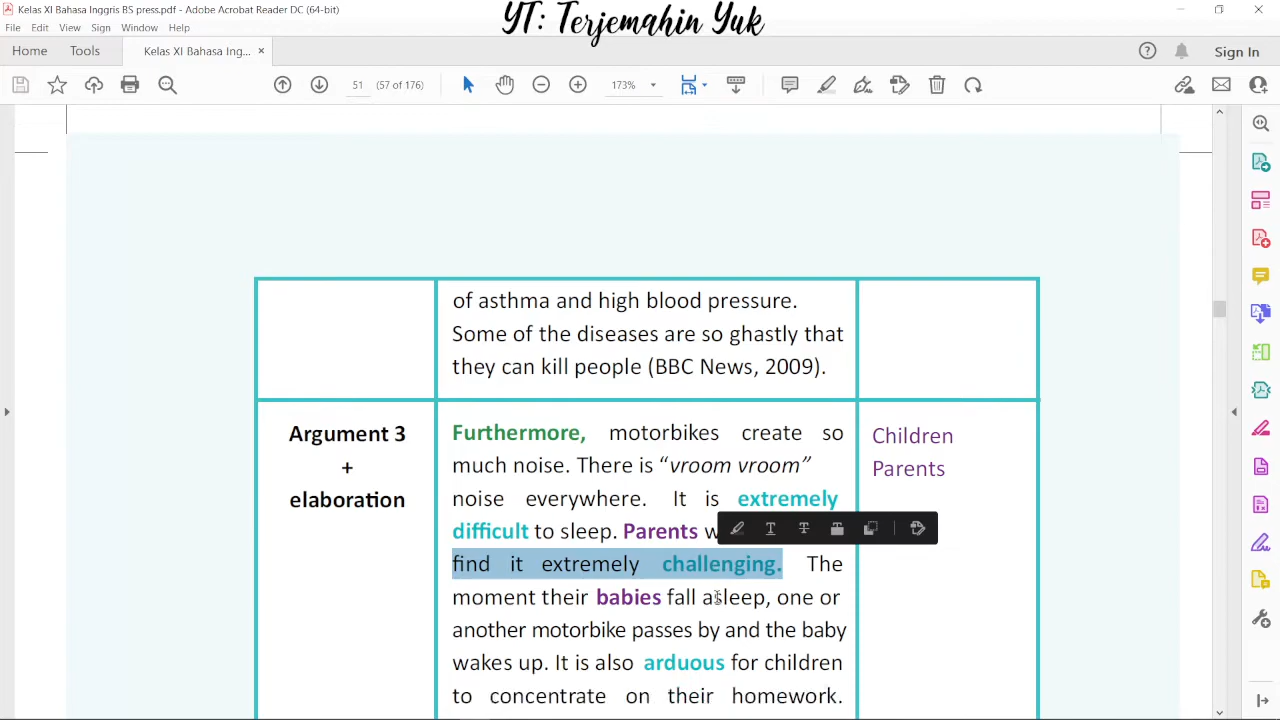 Kelas XI Bahasa Inggris BS press.pdf - Adobe Acrobat Reader DC (64-bit)
YT: Terjemahin Yuk
File Edit View Sign Window Help
Home Tools Kelas XI Bahasa Ing... × Sign In
51 (57 of 176) 173%
of asthma and high blood pressure.
Some of the diseases are so ghastly that
they can kill people (BBC News, 2009).
Argument 3
+
elaboration
Furthermore, motorbikes create so
much noise. There is “vroom vroom”
noise everywhere. It is extremely
difficult to sleep. Parents
find it extremely challenging. The
moment their babies fall asleep, one or
another motorbike passes by and the baby
wakes up. It is also arduous for children
to concentrate on their homework.
Children
Parents